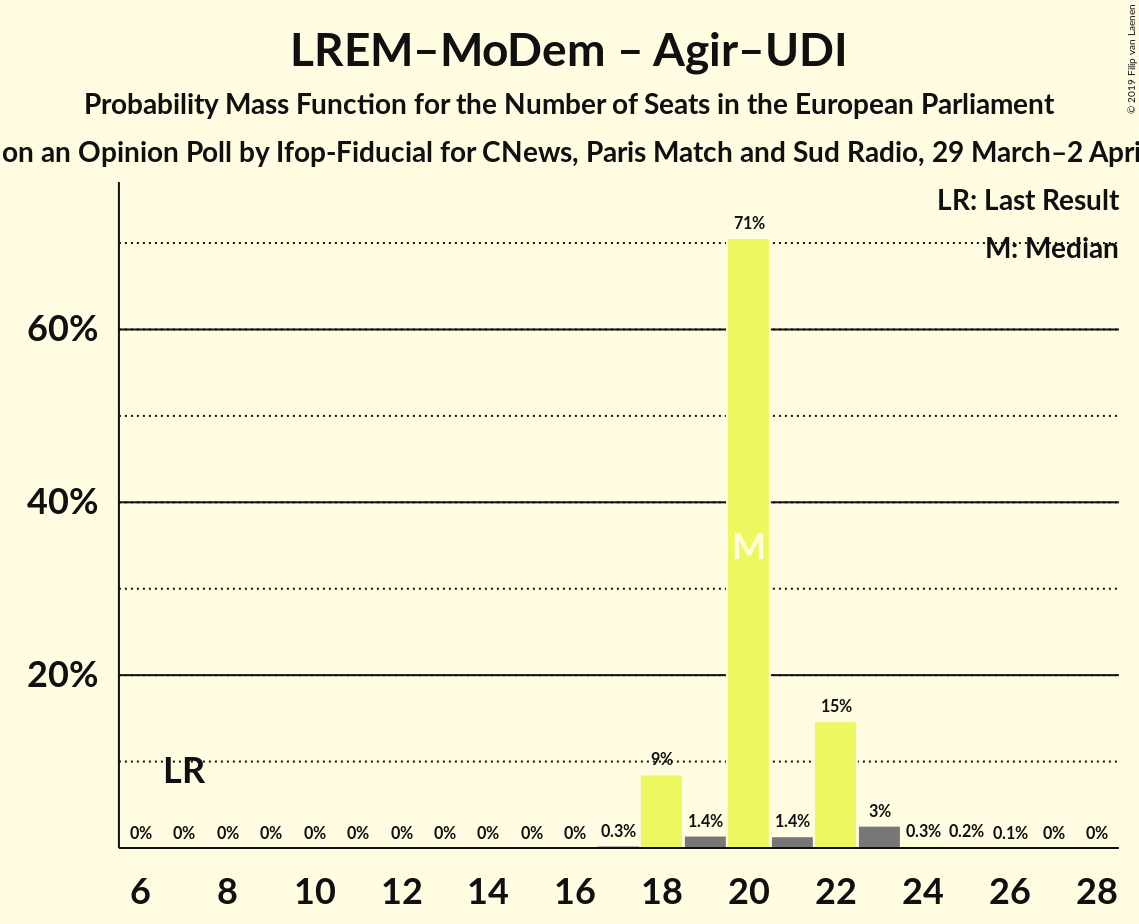 LREM–MoDem – Agir–UDI
Probability Mass Function for the Number of Seats in the European Parliament
on an Opinion Poll by Ifop-Fiducial for CNews, Paris Match and Sud Radio, 29 March–2 Apri
© 2019 Filip van Laenen
LR: Last Result
M: Median
71%
60%
40%
M
20%
15%
9%
LR
3%
0% 0% 0% 0% 0% 0% 0% 0% 0% 0% 0% 0.3% 1.4% 1.4% 0.3% 0.2% 0.1% 0% 0%
6 8 10 12 14 16 18 20 22 24 26 28